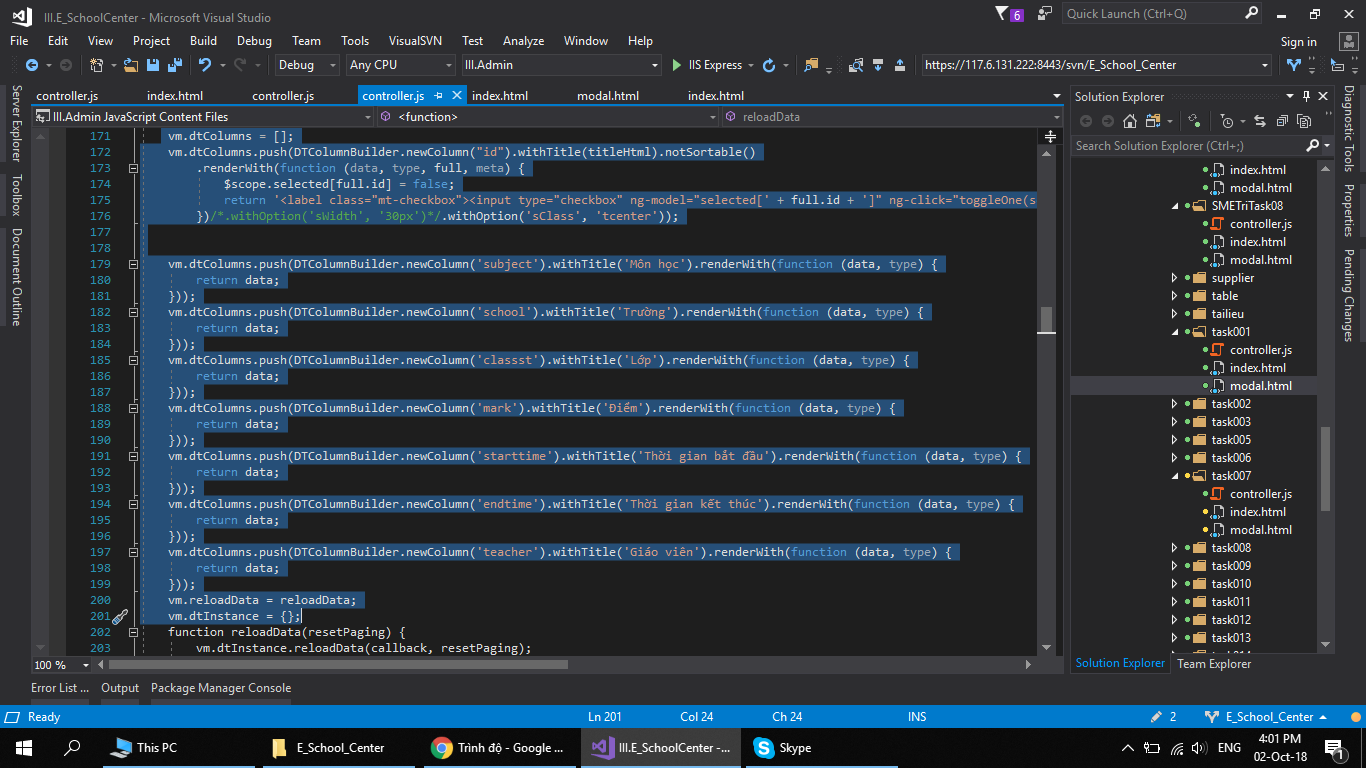 III.E_SchoolCenter - Microsoft Visual Studio
6
Quick Launch (Ctrl+Q)
File Edit View Project Build Debug Team Tools VisualSVN Test Analyze Window Help
Sign in
Debug Any CPU III.Admin IIS Express https://117.6.131.222:8443/svn/E_School_Center
controller.js index.html controller.js controller.js index.html modal.html index.html
III.Admin JavaScript Content Files <function> reloadData
Server Explorer
Toolbox
Document Outline
171 vm.dtColumns = [];
172 vm.dtColumns.push(DTColumnBuilder.newColumn("id").withTitle(titleHtml).notSortable()
173 .renderWith(function (data, type, full, meta) {
174 $scope.selected[full.id] = false;
175 return '<label class="mt-checkbox"><input type="checkbox" ng-model="selected[' + full.id + ']" ng-click="toggleOne(s
176 })/*.withOption('sWidth', '30px')*/.withOption('sClass', 'tcenter'));
177
178
179 vm.dtColumns.push(DTColumnBuilder.newColumn('subject').withTitle('Môn học').renderWith(function (data, type) {
180 return data;
181 }));
182 vm.dtColumns.push(DTColumnBuilder.newColumn('school').withTitle('Trường').renderWith(function (data, type) {
183 return data;
184 }));
185 vm.dtColumns.push(DTColumnBuilder.newColumn('classst').withTitle('Lớp').renderWith(function (data, type) {
186 return data;
187 }));
188 vm.dtColumns.push(DTColumnBuilder.newColumn('mark').withTitle('Điểm').renderWith(function (data, type) {
189 return data;
190 }));
191 vm.dtColumns.push(DTColumnBuilder.newColumn('starttime').withTitle('Thời gian bắt đầu').renderWith(function (data, type) {
192 return data;
193 }));
194 vm.dtColumns.push(DTColumnBuilder.newColumn('endtime').withTitle('Thời gian kết thúc').renderWith(function (data, type) {
195 return data;
196 }));
197 vm.dtColumns.push(DTColumnBuilder.newColumn('teacher').withTitle('Giáo viên').renderWith(function (data, type) {
198 return data;
199 }));
200 vm.reloadData = reloadData;
201 vm.dtInstance = {};
202 function reloadData(resetPaging) {
203 vm.dtInstance.reloadData(callback, resetPaging);
100 %
Solution Explorer
Search Solution Explorer (Ctrl+;)
index.html
modal.html
SMETriTask08
controller.js
index.html
modal.html
supplier
table
tailieu
task001
controller.js
index.html
modal.html
task002
task003
task005
task006
task007
controller.js
index.html
modal.html
task008
task009
task010
task011
task012
task013
Solution Explorer Team Explorer
Diagnostic Tools
Properties
Pending Changes
Error List ... Output Package Manager Console
Ready Ln 201 Col 24 Ch 24 INS 2 E_School_Center
This PC E_School_Center Trình độ - Google ... III.E_SchoolCenter -... Skype ENG
4:01 PM
02-Oct-18
1